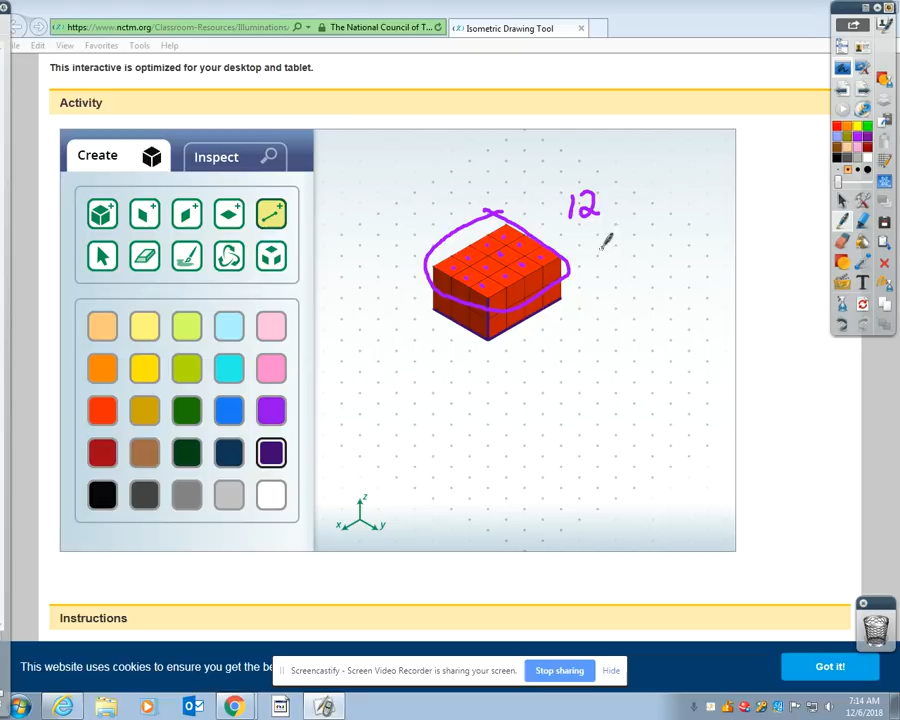 https://www.nctm.org/Classroom-Resources/Illuminations/
The National Council of T...
Isometric Drawing Tool
Edit View Favorites Tools Help
This interactive is optimized for your desktop and tablet.
Activity
Create
Inspect
12
z
x
y
Instructions
This website uses cookies to ensure you get the be
Screencastify - Screen Video Recorder is sharing your screen.
Stop sharing
Hide
Got it!
7:14 AM
12/6/2018